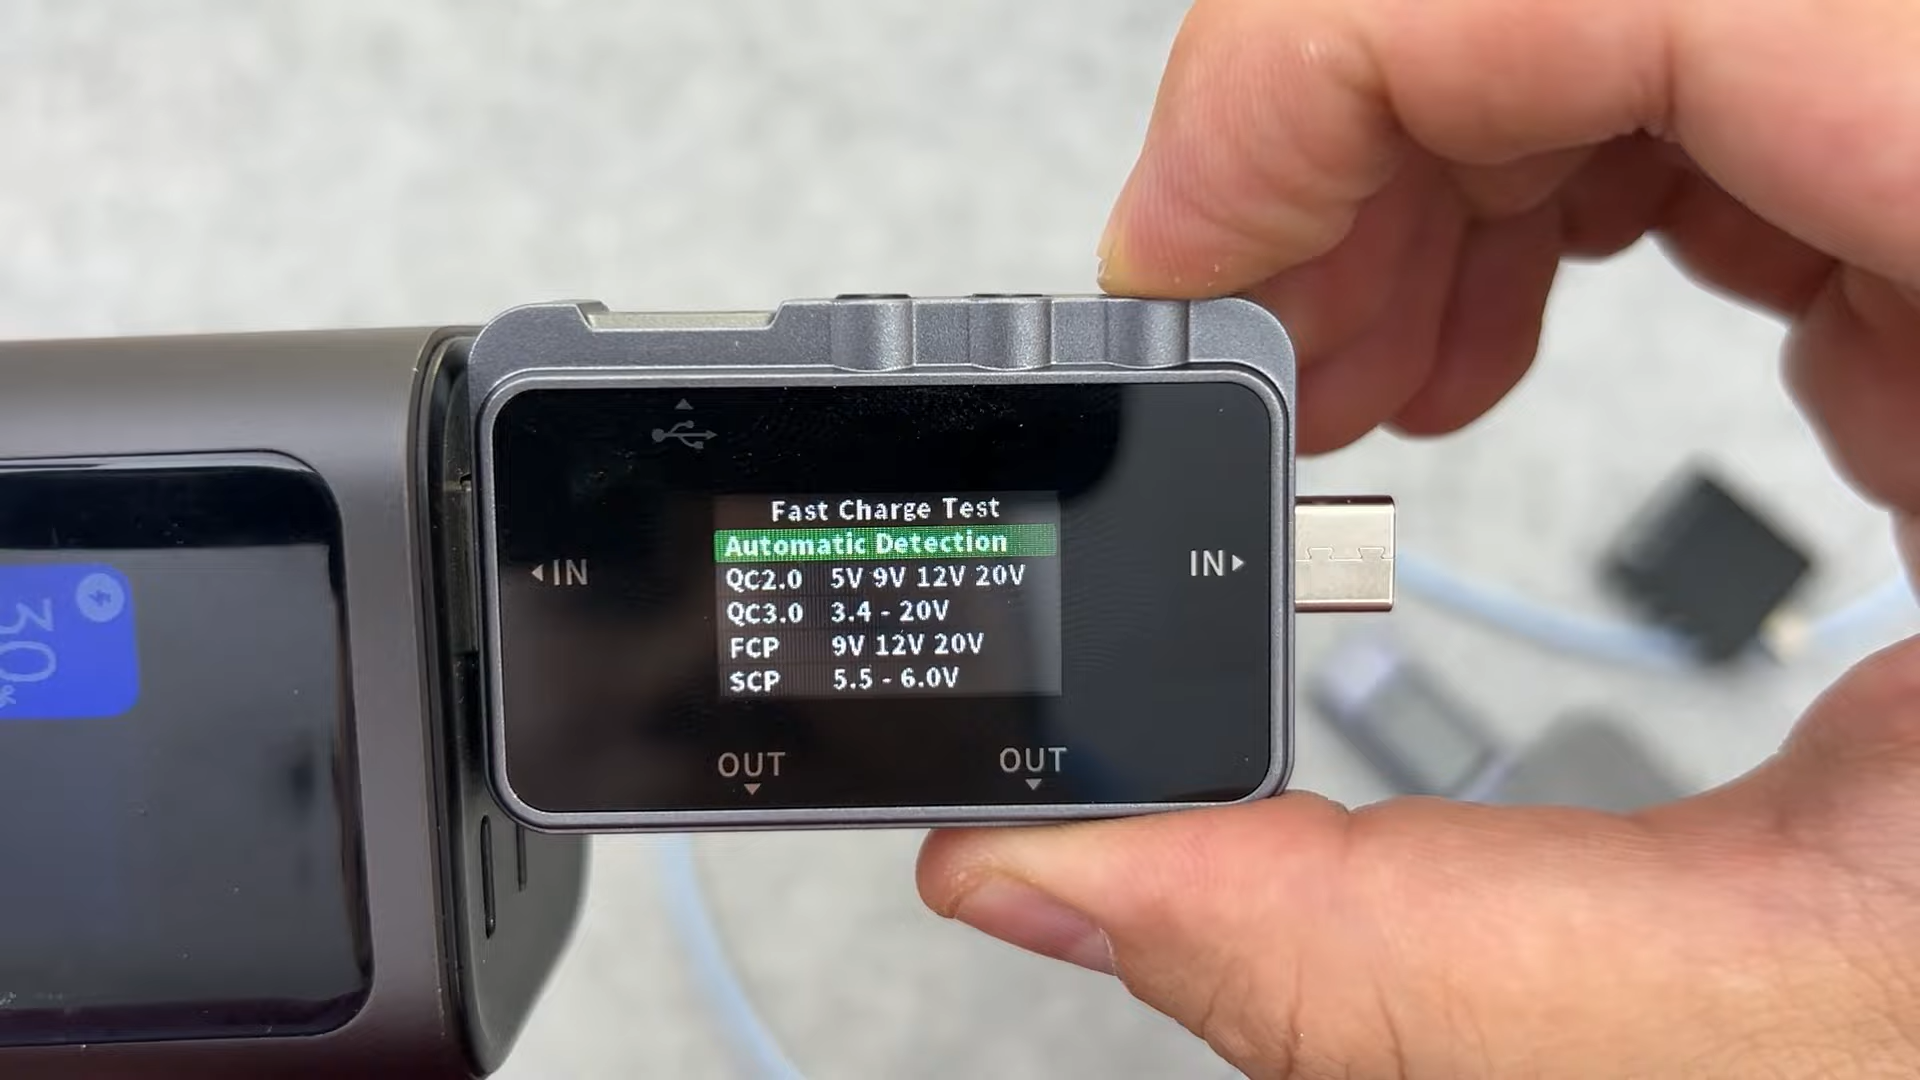 Fast Charge Test
Automatic Detection
QC2.0 5V 9V 12V 20V
QC3.0 3.4 - 20V
FCP 9V 12V 20V
SCP 5.5 - 6.0V
IN
IN
OUT
OUT
30%